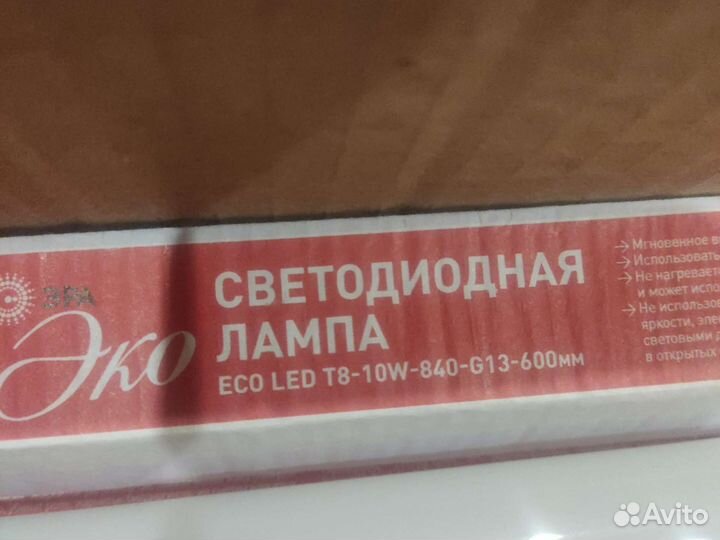 ЭРА
Эко
СВЕТОДИОДНАЯ
ЛАМПА
ECO LED T8-10W-840-G13-600мм
→ Мгновенное
→ Использовать
→ Не нагревает
и может испо
→ Не использо
яркости, эле
световыми д
в открытых
Avito